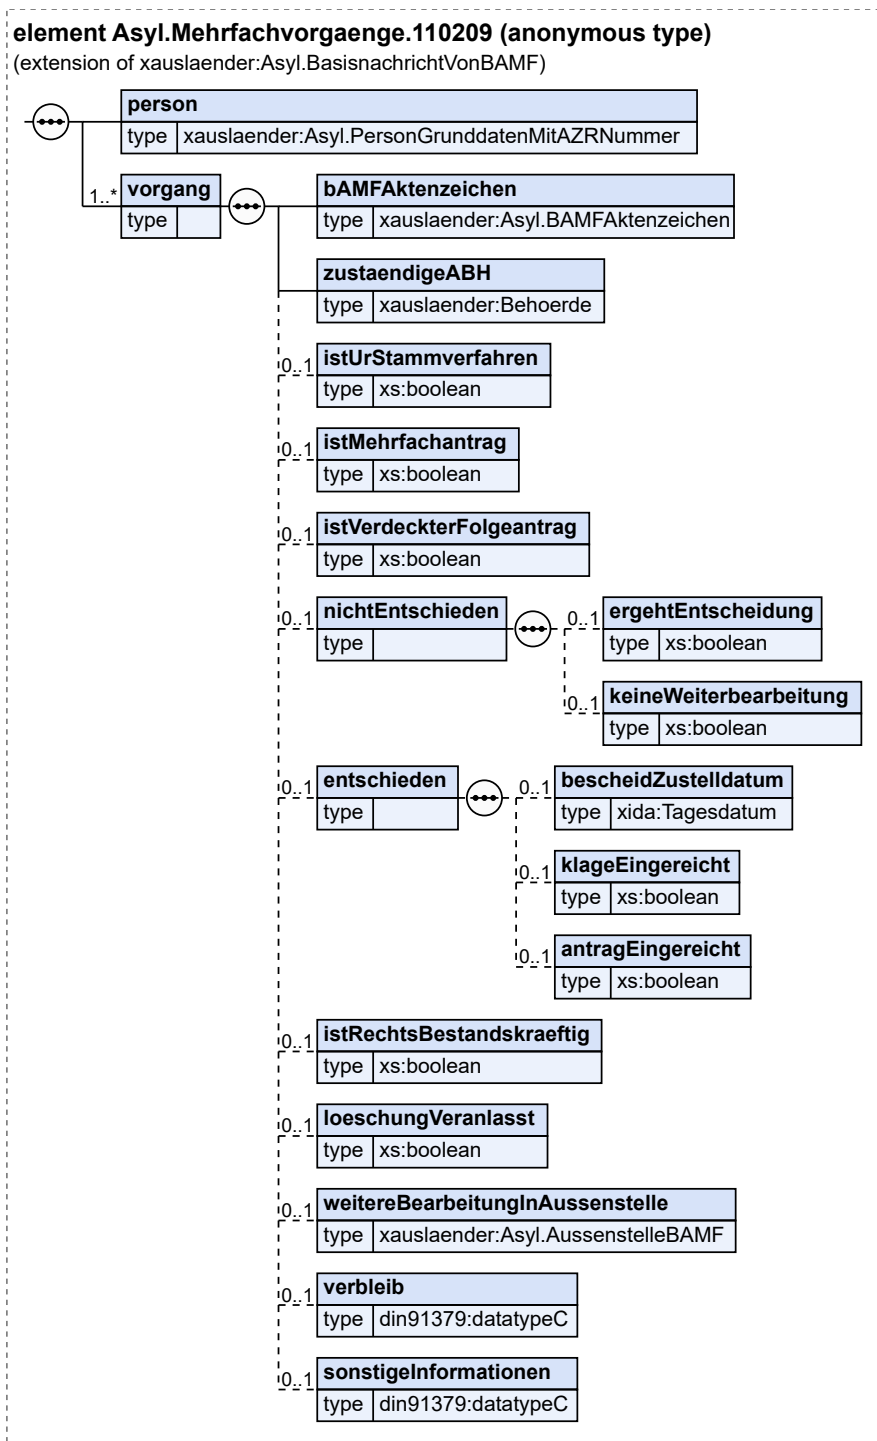 element Asyl.Mehrfachvorgaenge.110209 (anonymous type)
(extension of xauslaender:Asyl.BasisnachrichtVonBAMF)
person
type xauslaender:Asyl.PersonGrunddatenMitAZRNummer
1..* vorgang
type
bAMFAktenzeichen
type xauslaender:Asyl.BAMFAktenzeichen
zustaendigeABH
type xauslaender:Behoerde
0..1 istUrStammverfahren
type xs:boolean
0..1 istMehrfachantrag
type xs:boolean
0..1 istVerdeckterFolgeantrag
type xs:boolean
0..1 nichtEntschieden
type
0..1 ergehtEntscheidung
type xs:boolean
0..1 keineWeiterbearbeitung
type xs:boolean
0..1 entschieden
type
0..1 bescheidZustelldatum
type xida:Tagesdatum
0..1 klageEingereicht
type xs:boolean
0..1 antragEingereicht
type xs:boolean
0..1 istRechtsBestandskraeftig
type xs:boolean
0..1 loeschungVeranlasst
type xs:boolean
0..1 weitereBearbeitungInAussenstelle
type xauslaender:Asyl.AussenstelleBAMF
0..1 verbleib
type din91379:datatypeC
0..1 sonstigeInformationen
type din91379:datatypeC